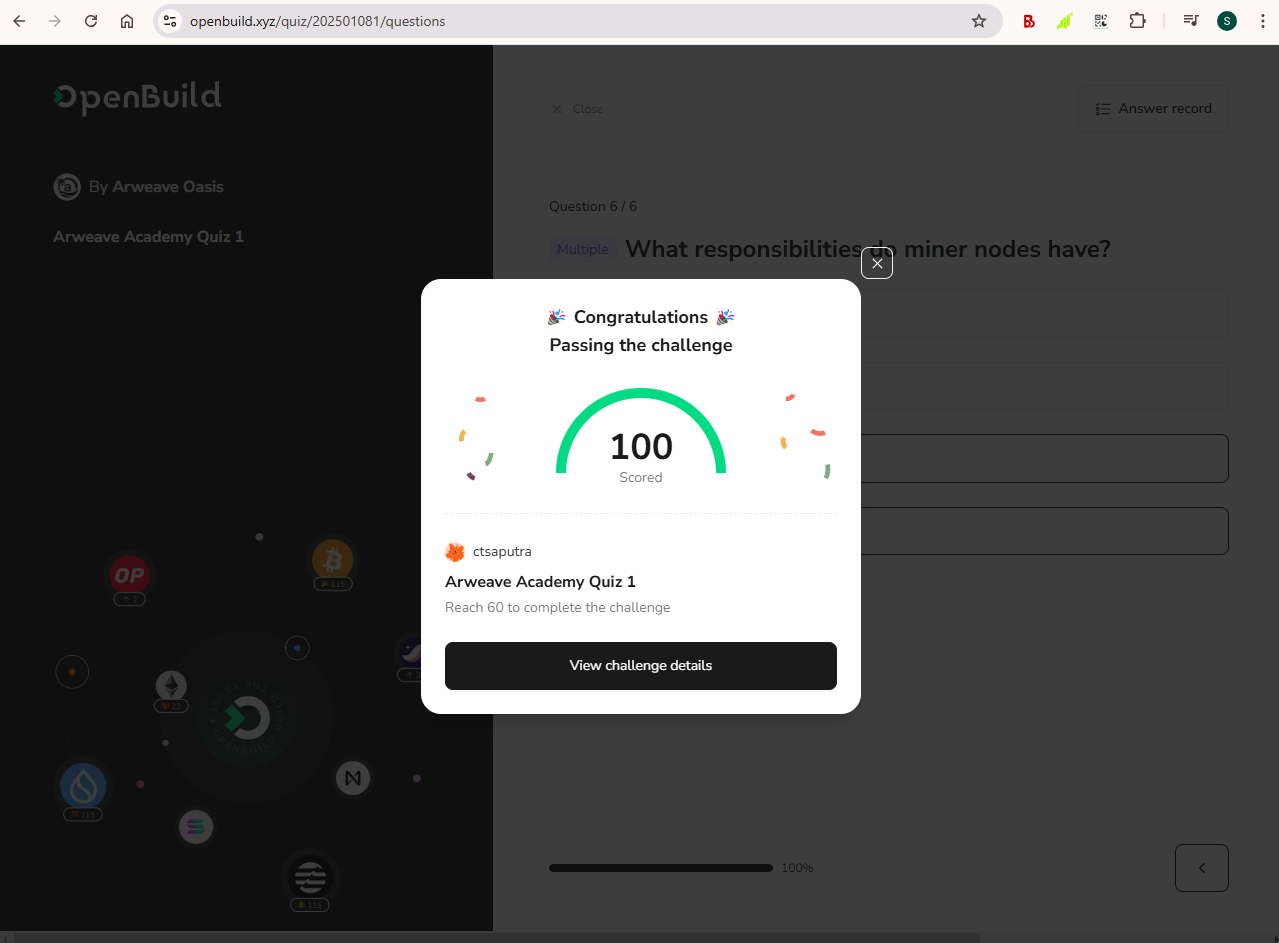 openbuild.xyz/quiz/202501081/questions
S
OpenBuild
By Arweave Oasis
Arweave Academy Quiz 1
Close
Answer record
Question 6 / 6
Multiple What responsibilities do miner nodes have?
Congratulations
Passing the challenge
100
Scored
ctsaputra
Arweave Academy Quiz 1
Reach 60 to complete the challenge
View challenge details
OP
2
115
22
115
115
100%